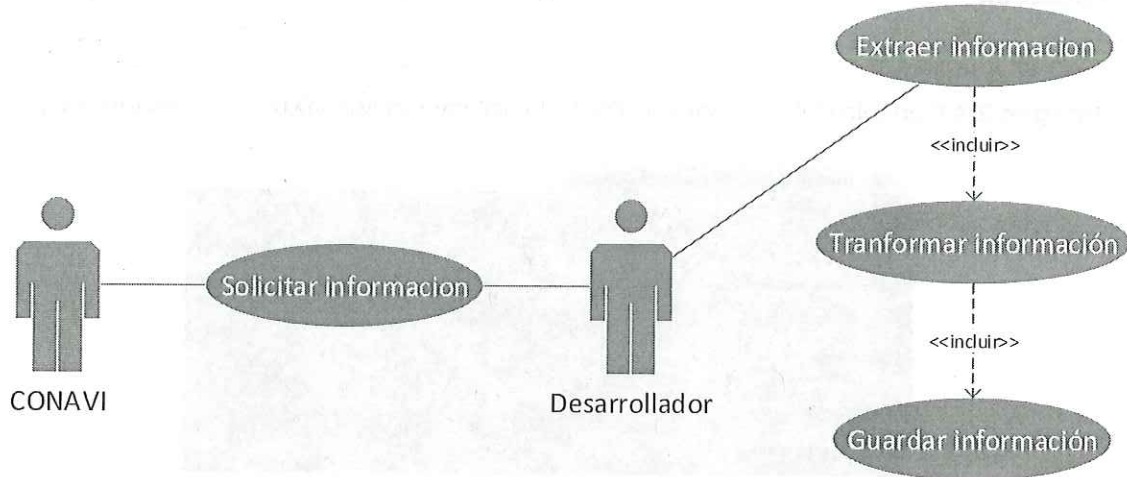 Extraer informacion
<<incluir>>
Tranformar información
<<incluir>>
Guardar información
Solicitar informacion
CONAVI
Desarrollador